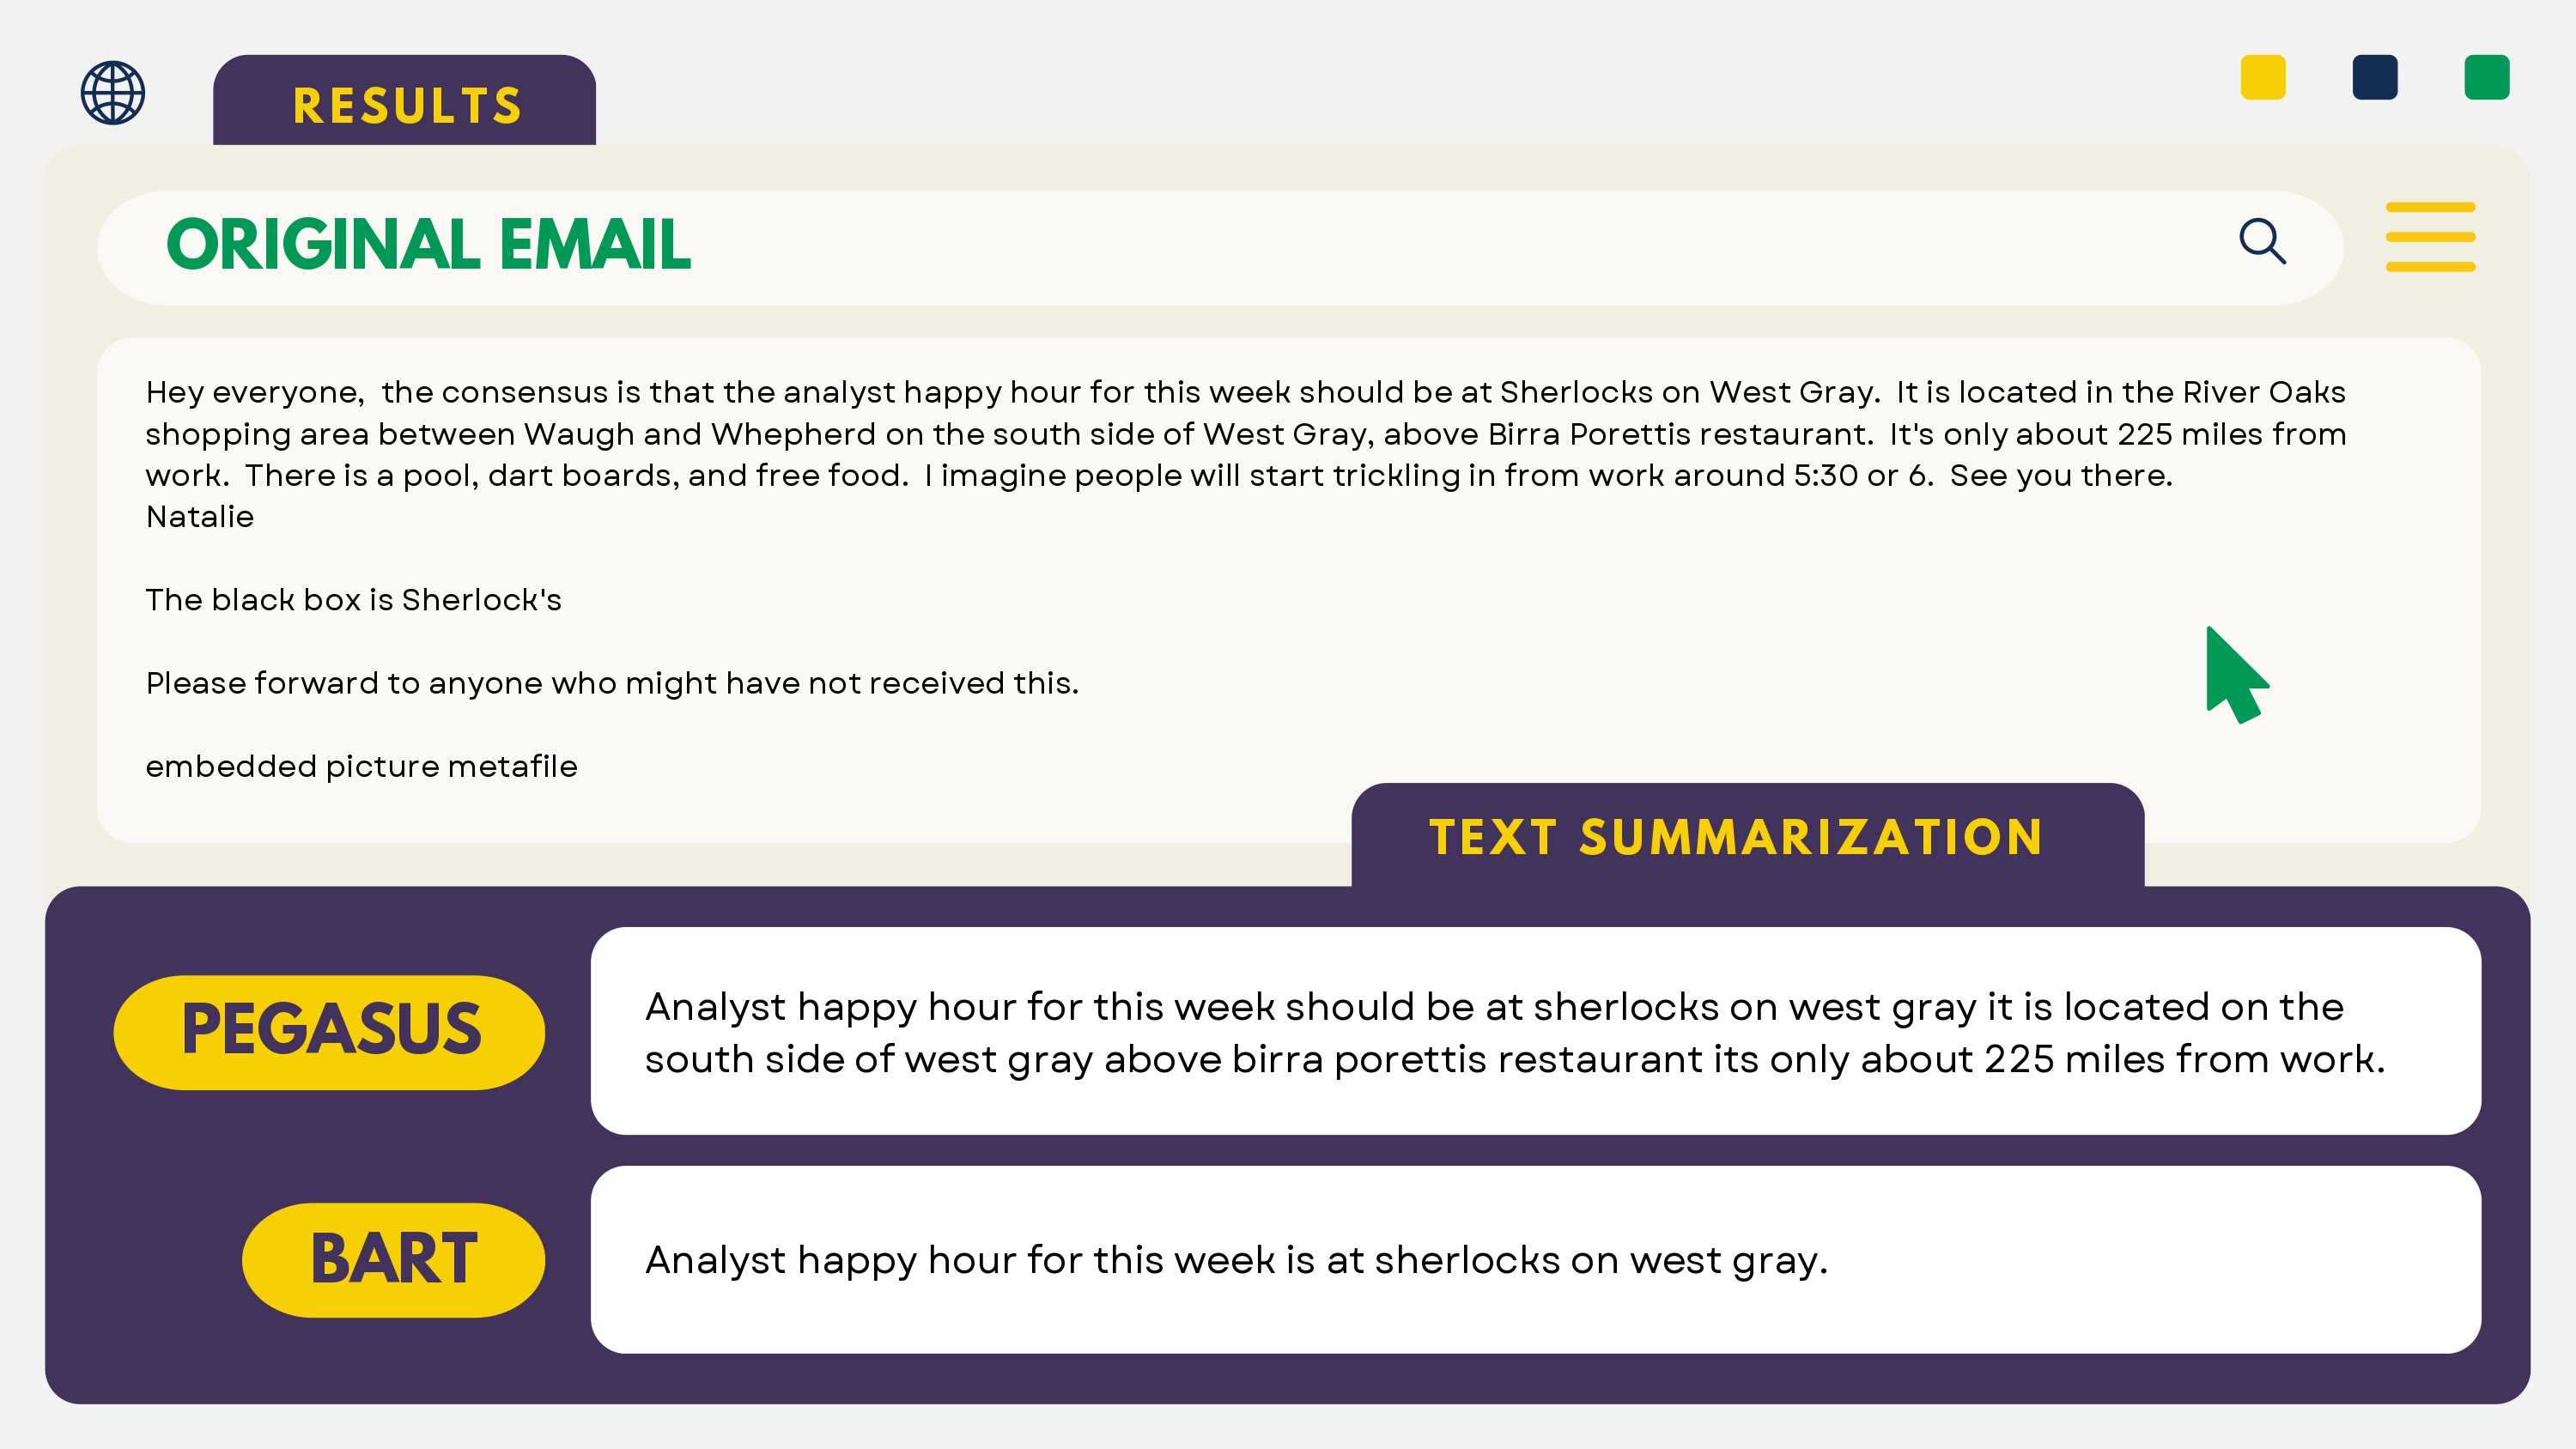 RESULTS
ORIGINAL EMAIL
Hey everyone,  the consensus is that the analyst happy hour for this week should be at Sherlocks on West Gray.  It is located in the River Oaks
shopping area between Waugh and Whepherd on the south side of West Gray, above Birra Porettis restaurant.  It's only about 225 miles from
work.  There is a pool, dart boards, and free food.  I imagine people will start trickling in from work around 5:30 or 6.  See you there.
Natalie
The black box is Sherlock's
Please forward to anyone who might have not received this.
embedded picture metafile
TEXT SUMMARIZATION
PEGASUS
Analyst happy hour for this week should be at sherlocks on west gray it is located on the
south side of west gray above birra porettis restaurant its only about 225 miles from work.
BART
Analyst happy hour for this week is at sherlocks on west gray.